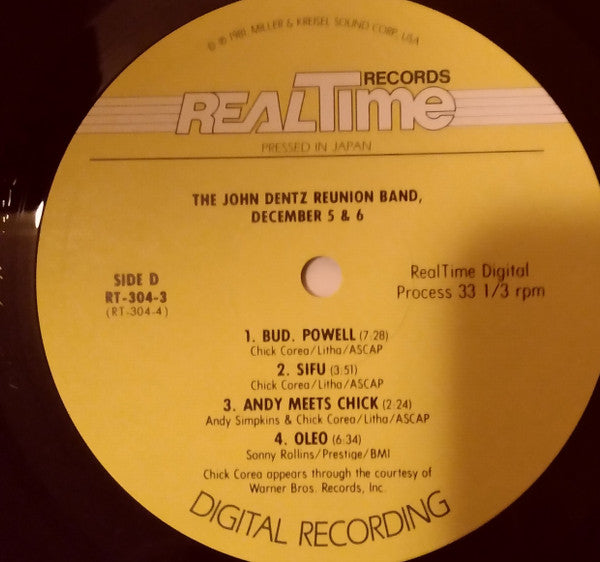 © ℗ 1981, MILLER & KREISEL SOUND CORP., USA
RECORDS
REALTime
PRESSED IN JAPAN
THE JOHN DENTZ REUNION BAND,
DECEMBER 5 & 6
SIDE D
RT-304-3
(RT-304-4)
RealTime Digital
Process 33 1/3 rpm
1. BUD. POWELL (7:28)
Chick Corea/Litha/ASCAP
2. SIFU (3:51)
Chick Corea/Litha/ASCAP
3. ANDY MEETS CHICK (2:24)
Andy Simpkins & Chick Corea/Litha/ASCAP
4. OLEO (6:34)
Sonny Rollins/Prestige/BMI
Chick Corea appears through the courtesy of
Warner Bros. Records, Inc.
DIGITAL RECORDING